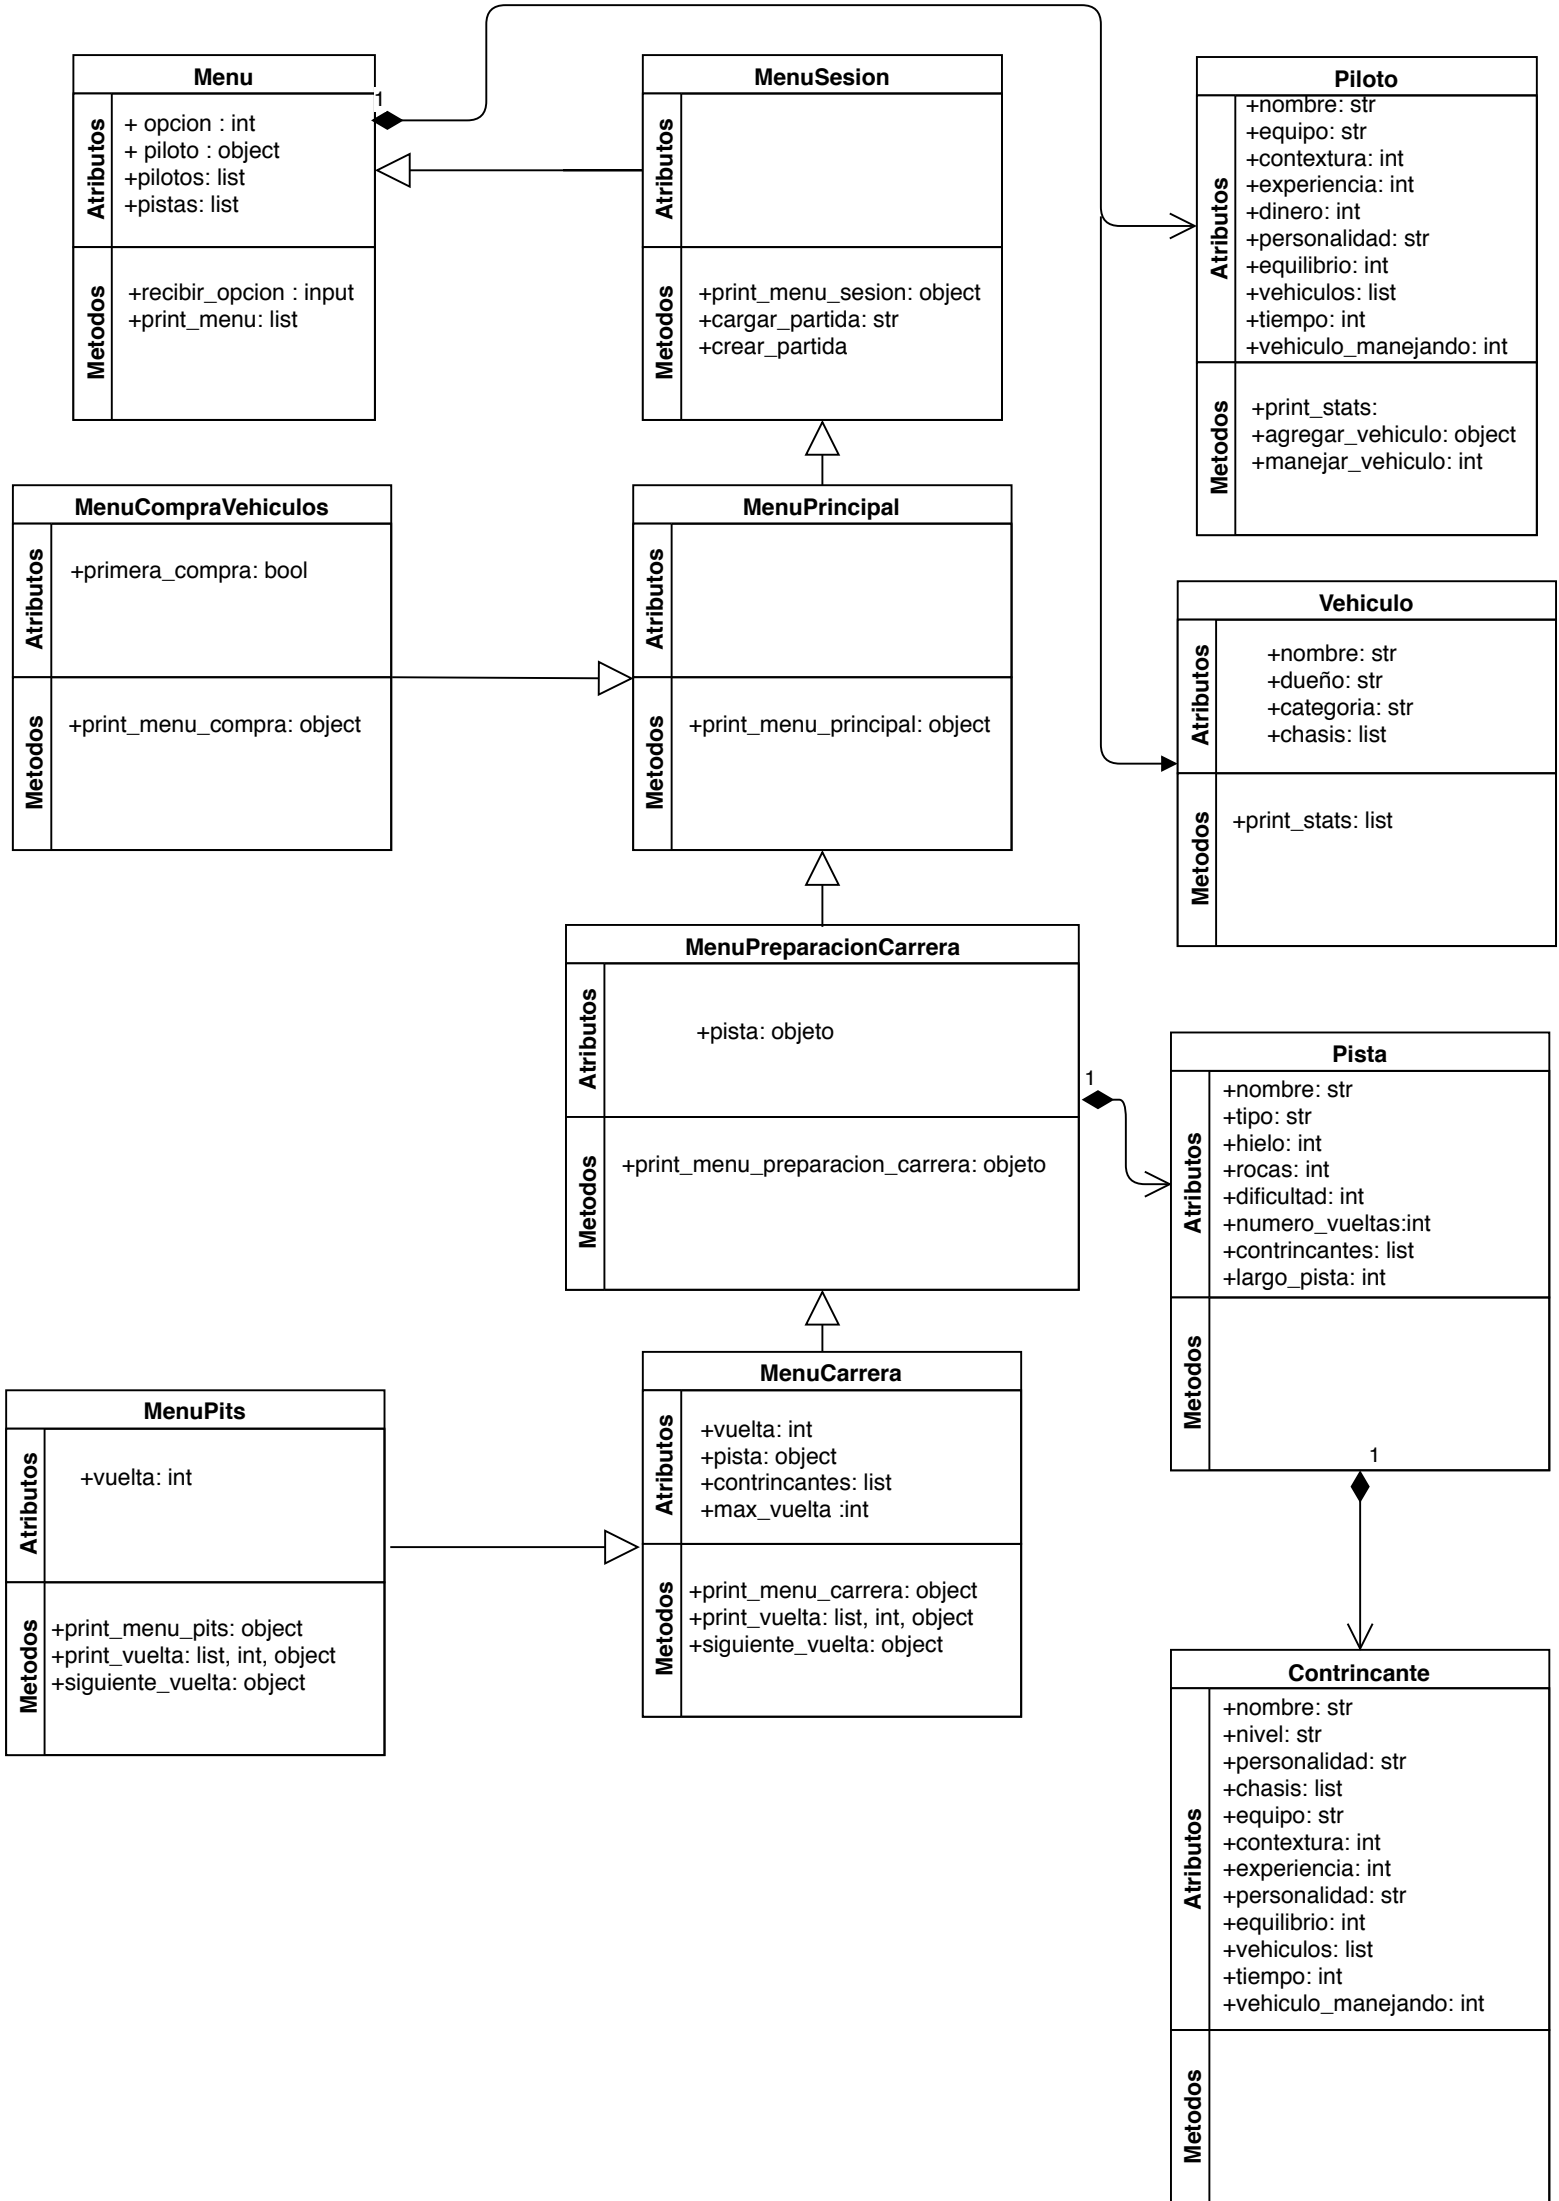 Menu
Atributos
+ opcion : int
+ piloto : object
+pilotos: list
+pistas: list
Metodos
+recibir_opcion : input
+print_menu: list
1
MenuSesion
Atributos
Metodos
+print_menu_sesion: object
+cargar_partida: str
+crear_partida
Piloto
Atributos
+nombre: str
+equipo: str
+contextura: int
+experiencia: int
+dinero: int
+personalidad: str
+equilibrio: int
+vehiculos: list
+tiempo: int
+vehiculo_manejando: int
Metodos
+print_stats:
+agregar_vehiculo: object
+manejar_vehiculo: int
MenuCompraVehiculos
Atributos
+primera_compra: bool
Metodos
+print_menu_compra: object
MenuPrincipal
Atributos
Metodos
+print_menu_principal: object
Vehiculo
Atributos
+nombre: str
+dueño: str
+categoria: str
+chasis: list
Metodos
+print_stats: list
MenuPreparacionCarrera
Atributos
+pista: objeto
Metodos
+print_menu_preparacion_carrera: objeto
1
Pista
Atributos
+nombre: str
+tipo: str
+hielo: int
+rocas: int
+dificultad: int
+numero_vueltas:int
+contrincantes: list
+largo_pista: int
Metodos
1
MenuPits
Atributos
+vuelta: int
Metodos
+print_menu_pits: object
+print_vuelta: list, int, object
+siguiente_vuelta: object
MenuCarrera
Atributos
+vuelta: int
+pista: object
+contrincantes: list
+max_vuelta :int
Metodos
+print_menu_carrera: object
+print_vuelta: list, int, object
+siguiente_vuelta: object
Contrincante
Atributos
+nombre: str
+nivel: str
+personalidad: str
+chasis: list
+equipo: str
+contextura: int
+experiencia: int
+personalidad: str
+equilibrio: int
+vehiculos: list
+tiempo: int
+vehiculo_manejando: int
Metodos